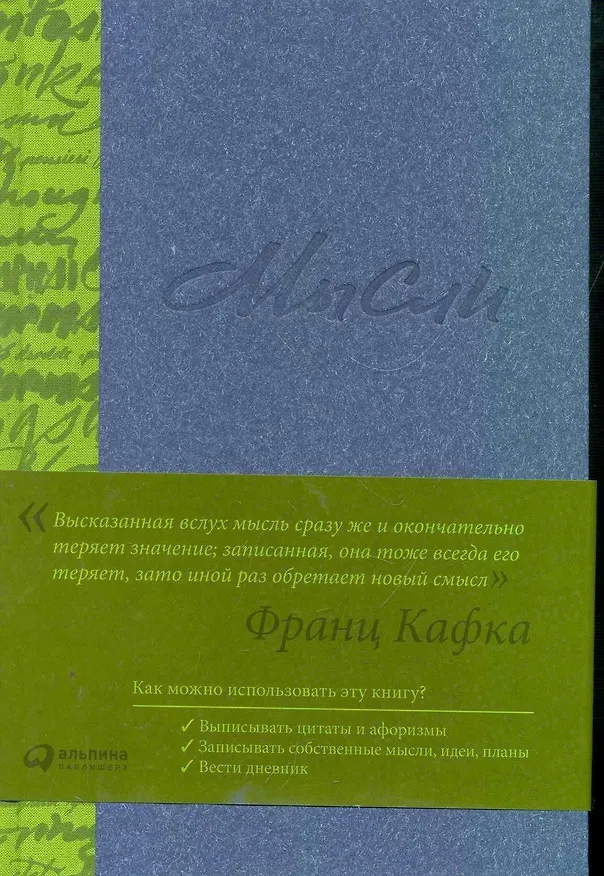 Мысли
« Высказанная вслух мысль сразу же и окончательно
теряет значение; записанная, она тоже всегда его
теряет, зато иной раз обретает новый смысл »
Франц Кафка
Как можно использовать эту книгу?
✓ Выписывать цитаты и афоризмы
✓ Записывать собственные мысли, идеи, планы
✓ Вести дневник
альпина
ПАБЛИШЕРЗ